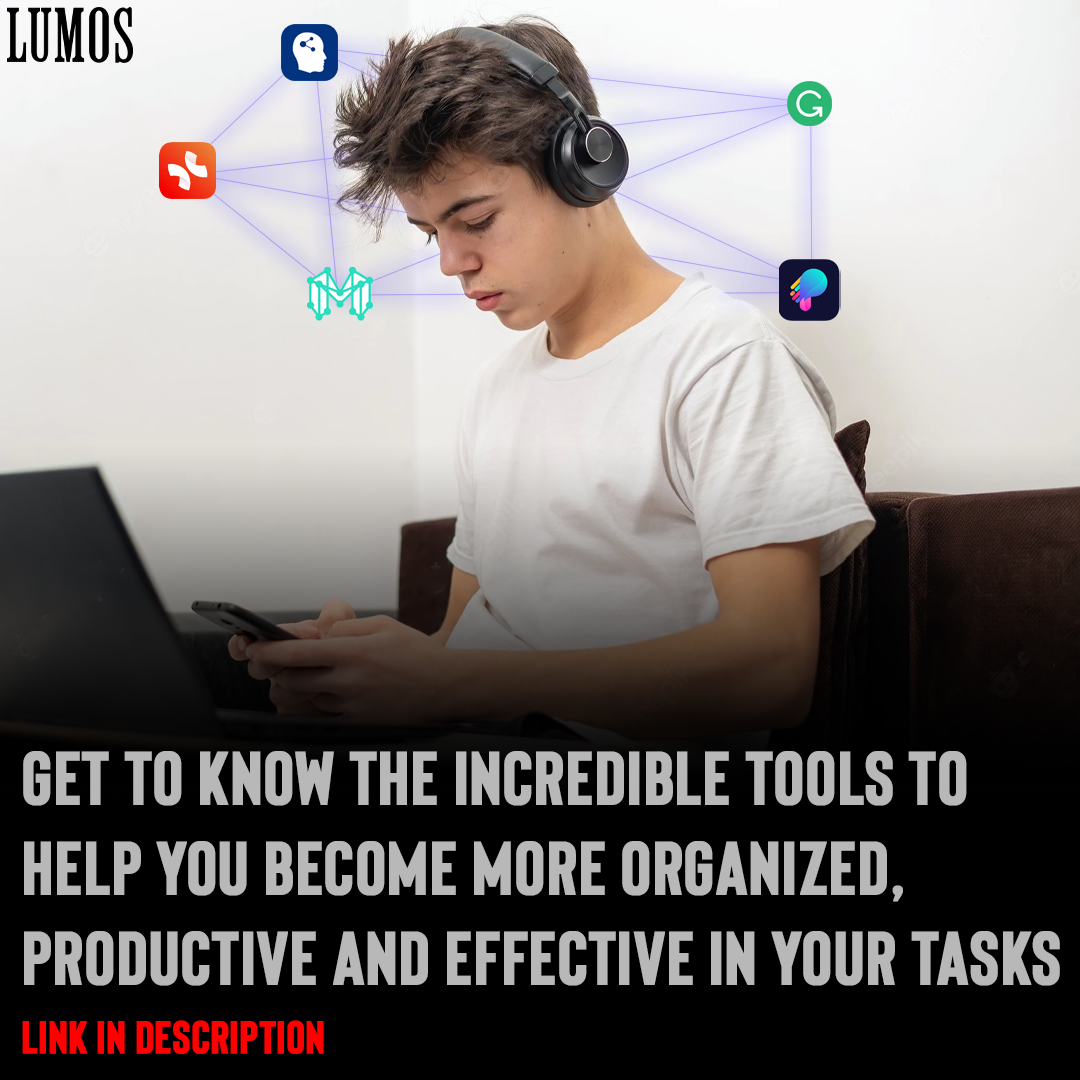 LUMOS
GET TO KNOW THE INCREDIBLE TOOLS TO
HELP YOU BECOME MORE ORGANIZED,
PRODUCTIVE AND EFFECTIVE IN YOUR TASKS
LINK IN DESCRIPTION